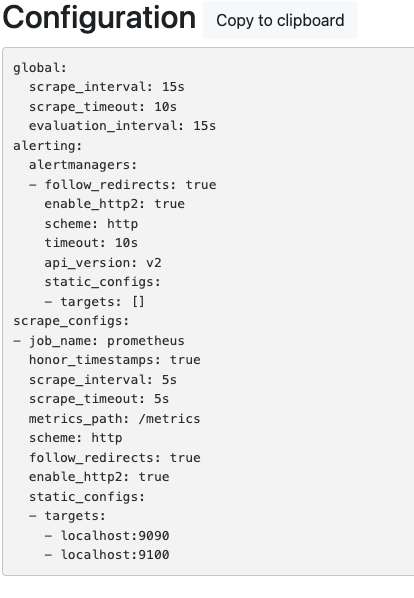 Configuration Copy to clipboard
global:
  scrape_interval: 15s
  scrape_timeout: 10s
  evaluation_interval: 15s
alerting:
  alertmanagers:
  - follow_redirects: true
    enable_http2: true
    scheme: http
    timeout: 10s
    api_version: v2
    static_configs:
    - targets: []
scrape_configs:
- job_name: prometheus
  honor_timestamps: true
  scrape_interval: 5s
  scrape_timeout: 5s
  metrics_path: /metrics
  scheme: http
  follow_redirects: true
  enable_http2: true
  static_configs:
  - targets:
    - localhost:9090
    - localhost:9100